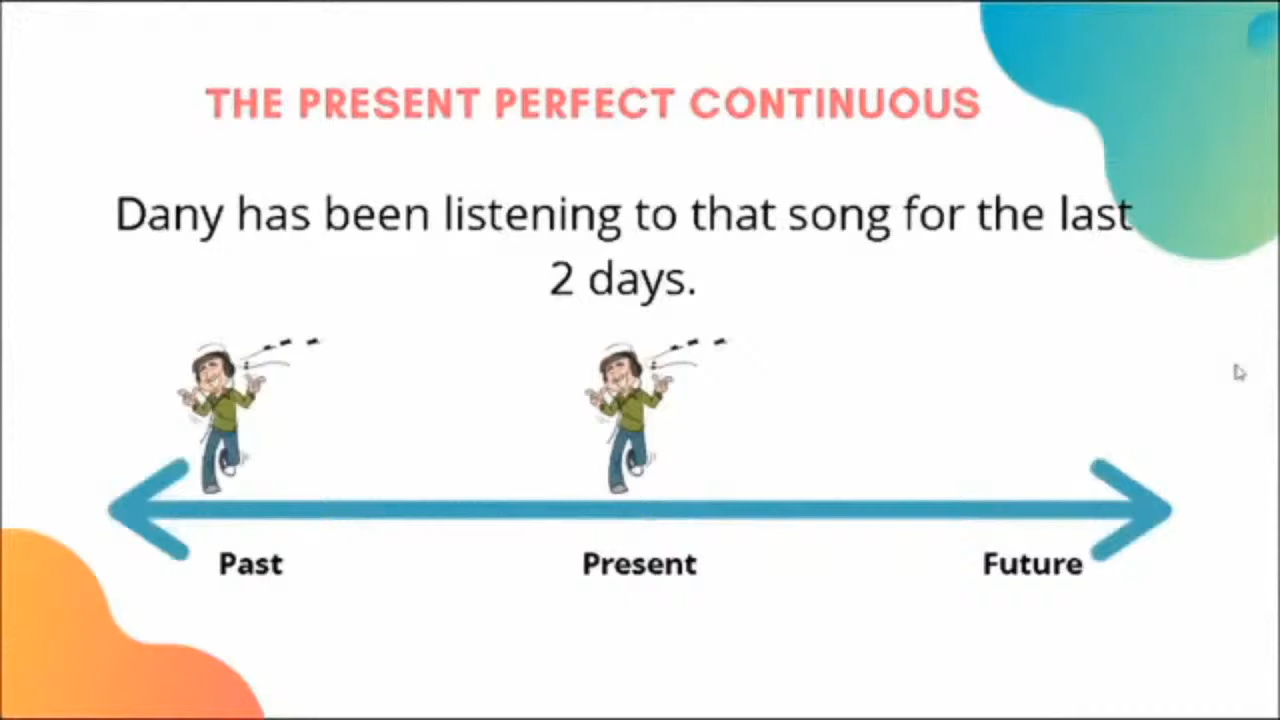 THE PRESENT PERFECT CONTINUOUS
Dany has been listening to that song for the last
2 days.
Past
Present
Future